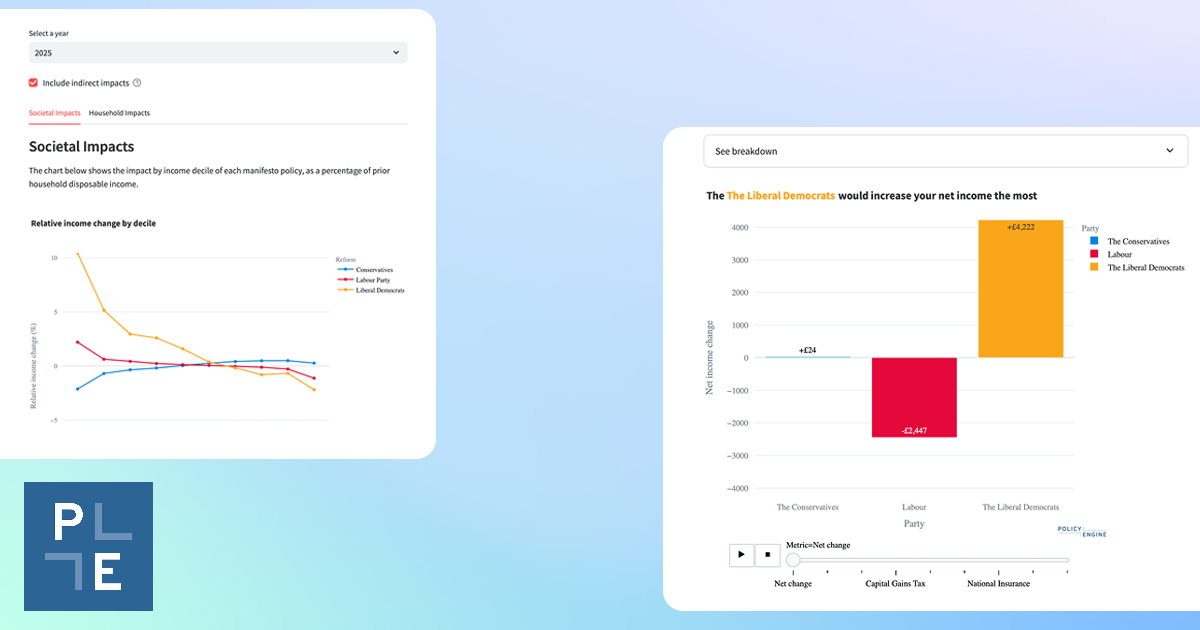 Select a year
2025
Include indirect impacts
Societal Impacts Household Impacts
Societal Impacts
The chart below shows the impact by income decile of each manifesto policy, as a percentage of prior
household disposable income.
Relative income change by decile
Relative income change (%)
10
5
0
−5
Reform
Conservatives
Labour Party
Liberal Democrats
PL
E
See breakdown
The The Liberal Democrats would increase your net income the most
Net income change
4000
3000
2000
1000
0
−1000
−2000
−3000
−4000
+£24
-£2,447
+£4,222
The Conservatives Labour The Liberal Democrats
Party
Party
The Conservatives
Labour
The Liberal Democrats
POLICY
ENGINE
Metric=Net change
Net change Capital Gains Tax National Insurance